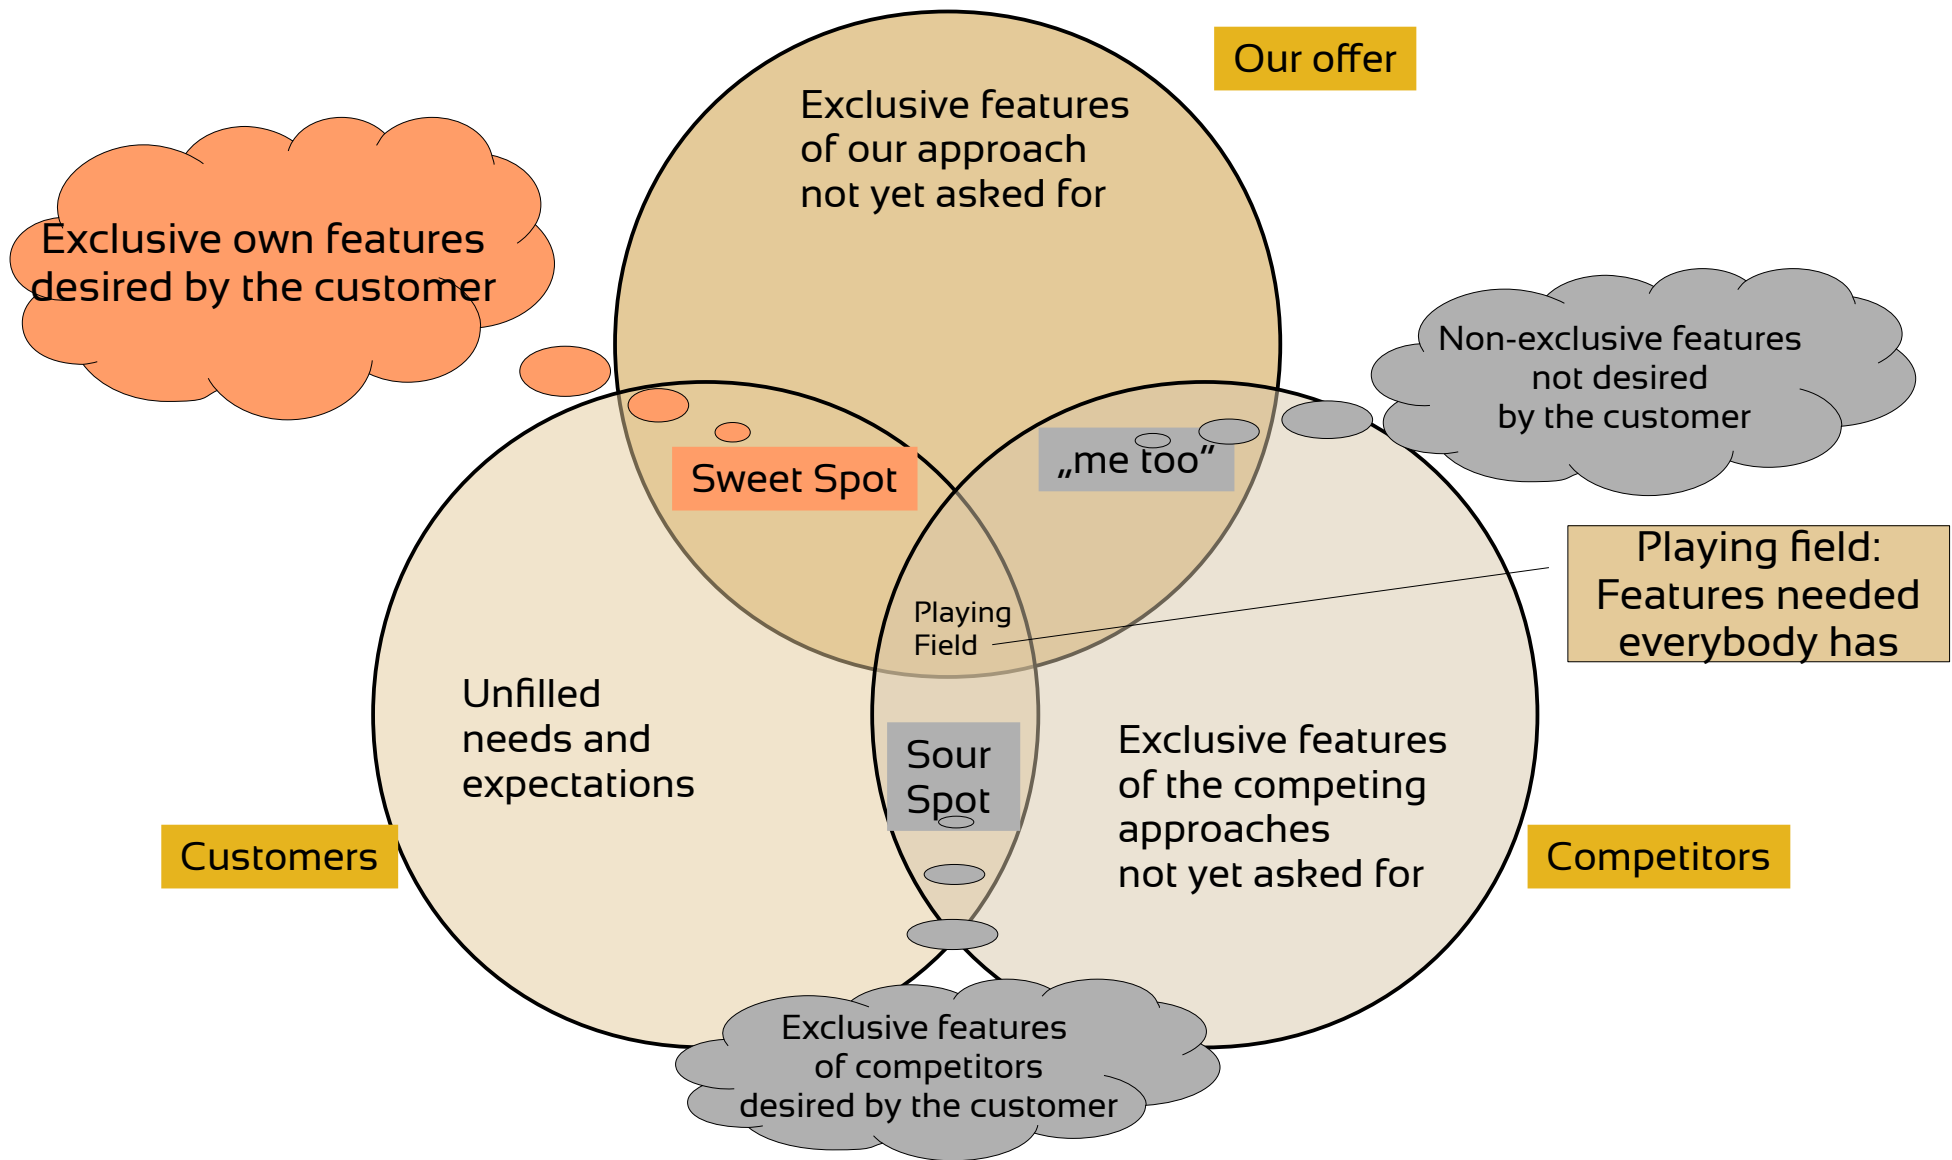 Our offer
Exclusive features
of our approach
not yet asked for
Exclusive own features
desired by the customer
Non-exclusive features
not desired
by the customer
Sweet Spot
„me too”
Playing field:
Features needed
everybody has
Playing
Field
Unfilled
needs and
expectations
Sour
Spot
Exclusive features
of the competing
approaches
not yet asked for
Customers
Competitors
Exclusive features
of competitors
desired by the customer